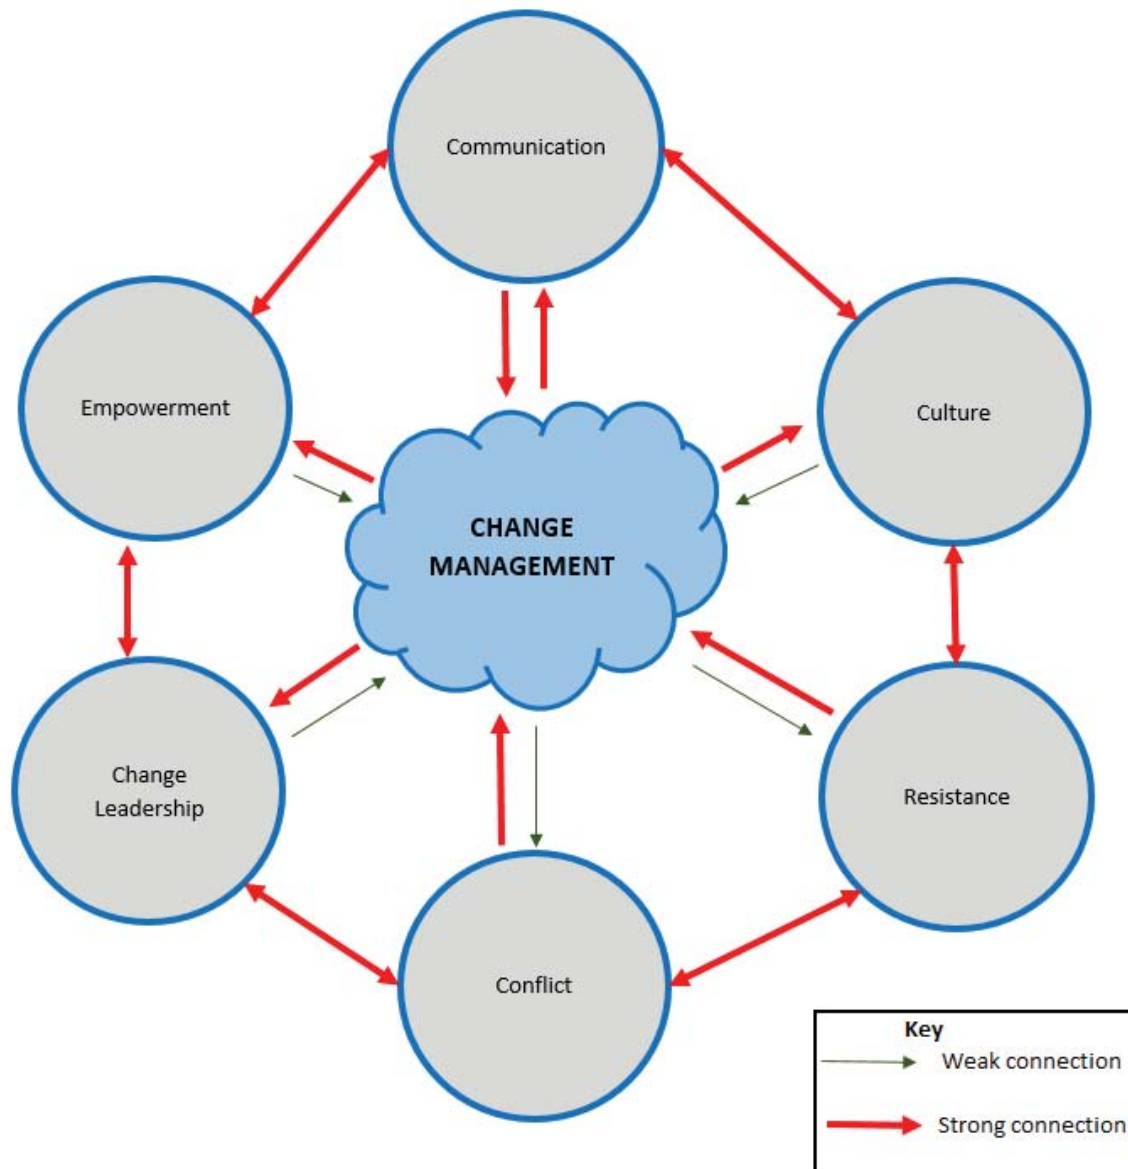 Communication
Empowerment
Culture
CHANGE
MANAGEMENT
Change
Leadership
Resistance
Conflict
Key
Weak connection
Strong connection